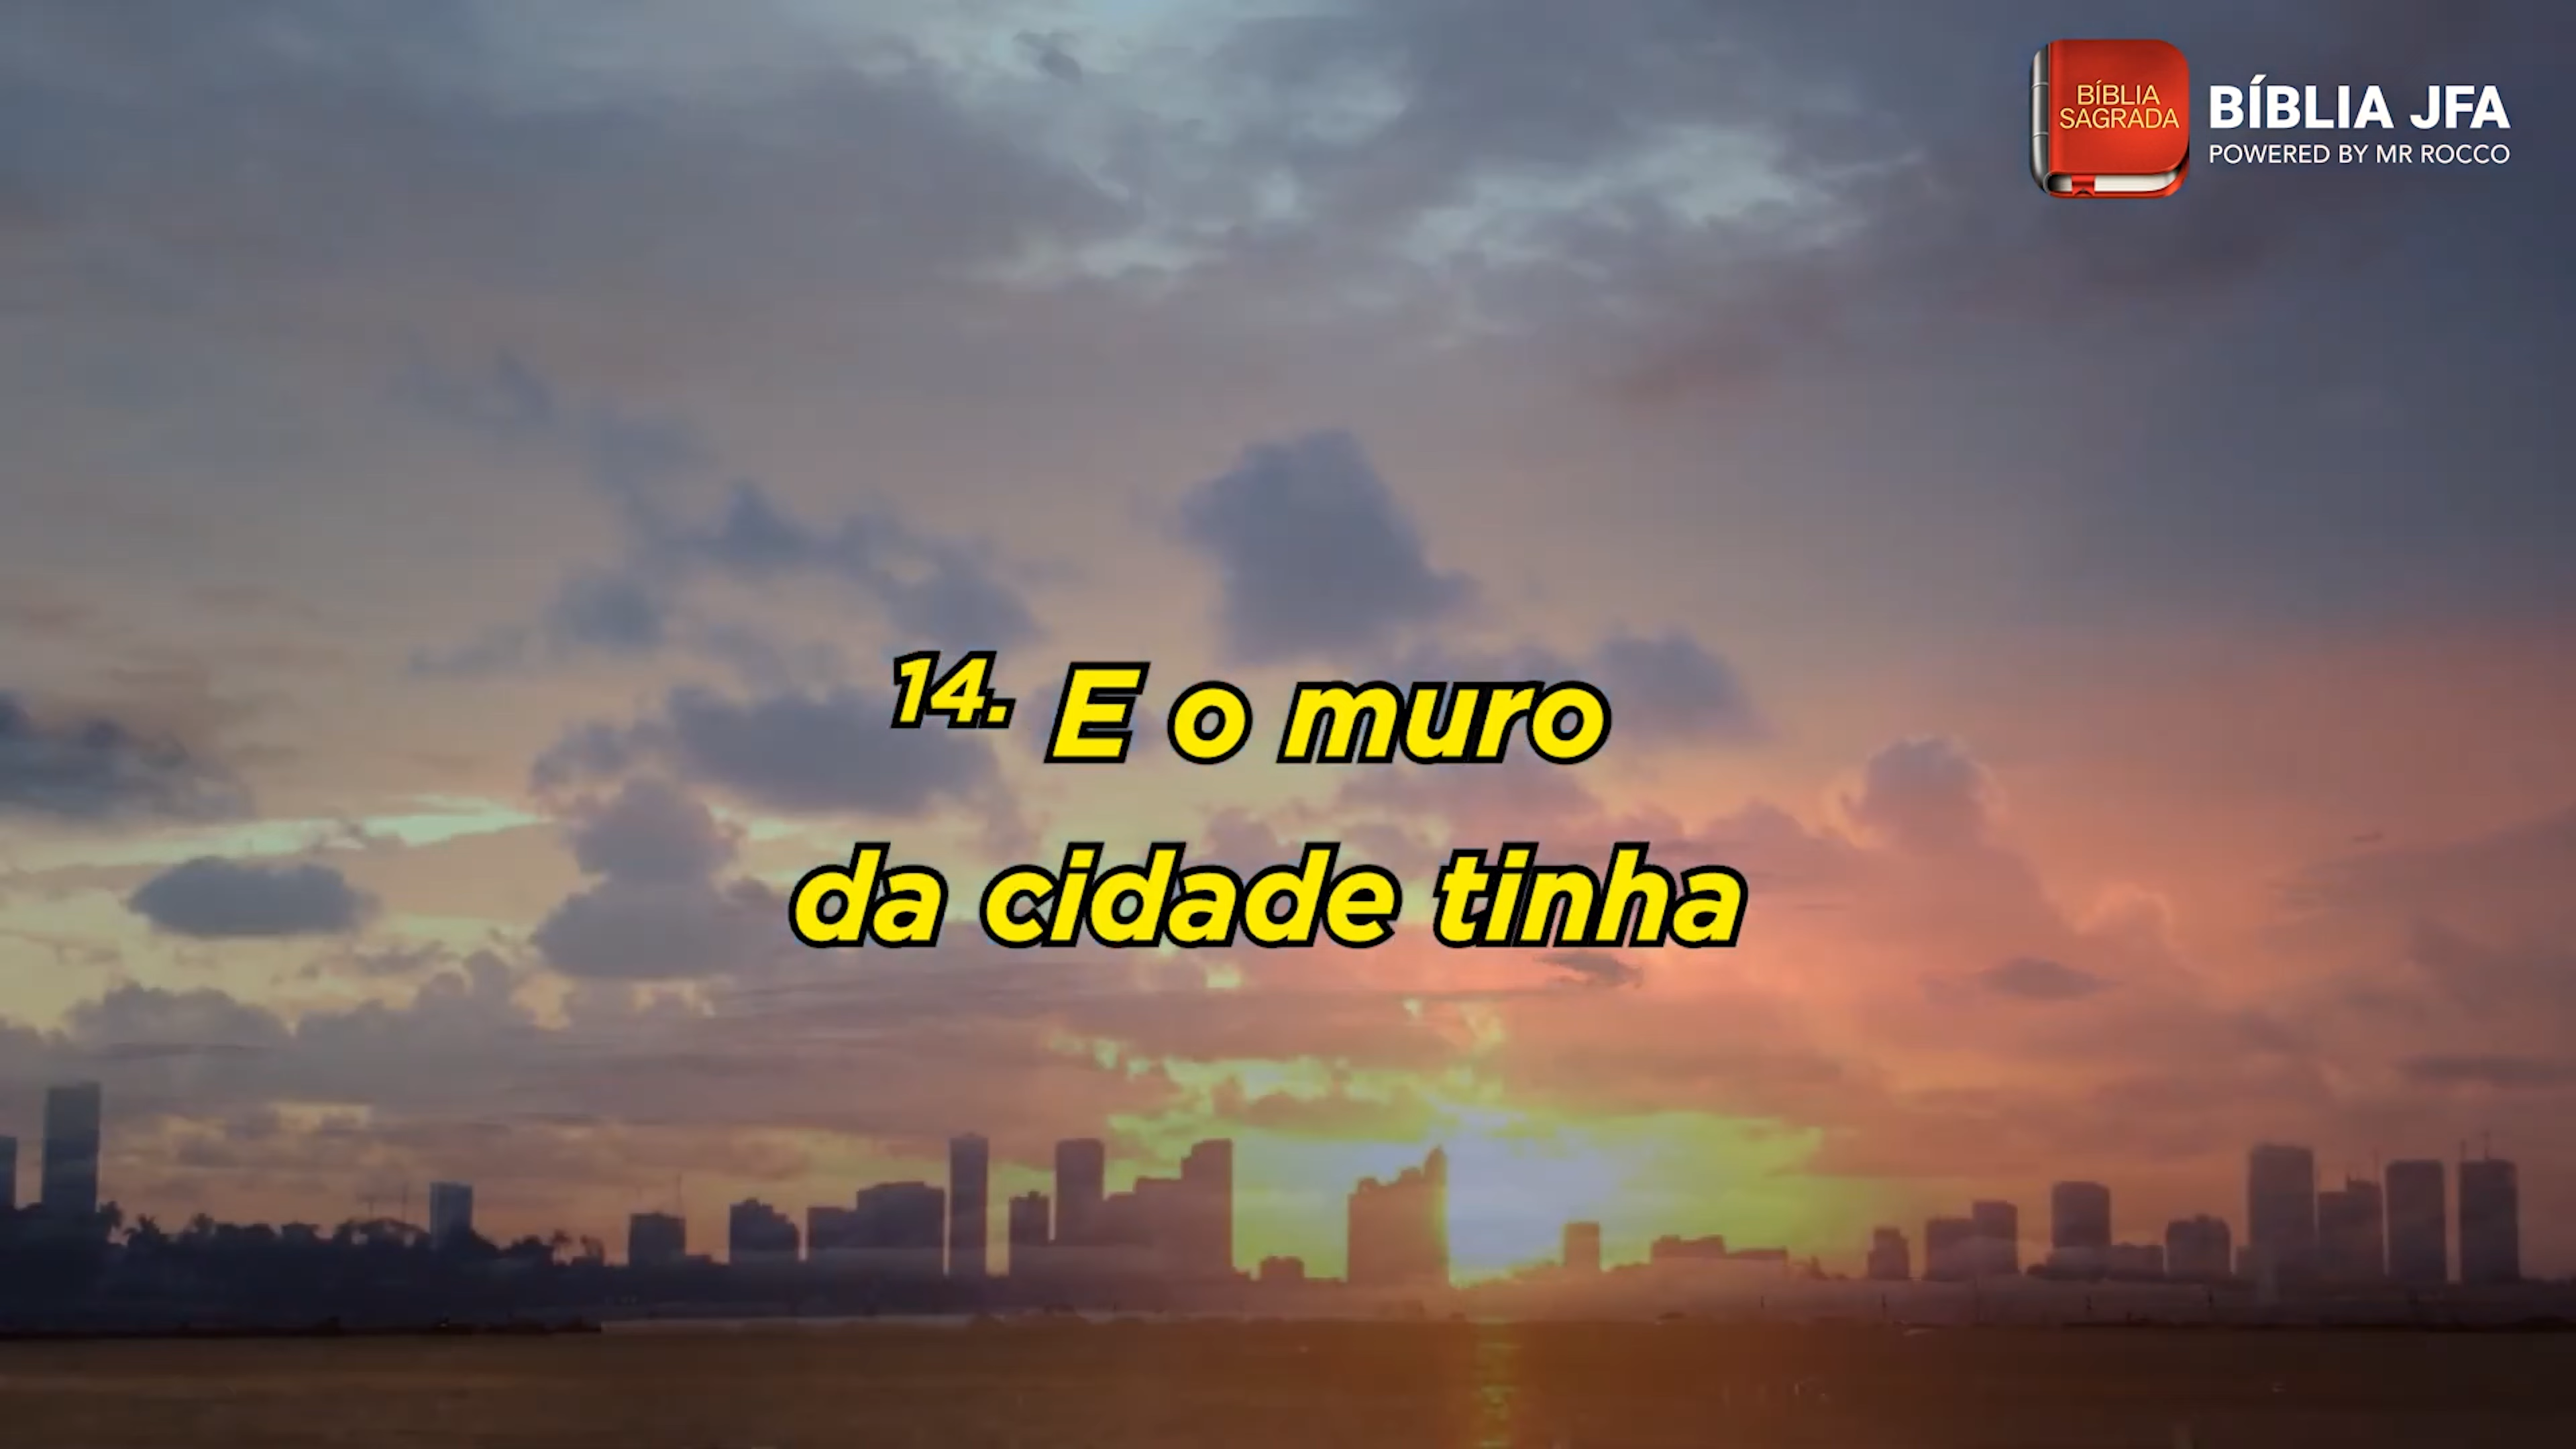 BÍBLIA
SAGRADA
BÍBLIA JFA
POWERED BY MR ROCCO
14. E o muro
da cidade tinha